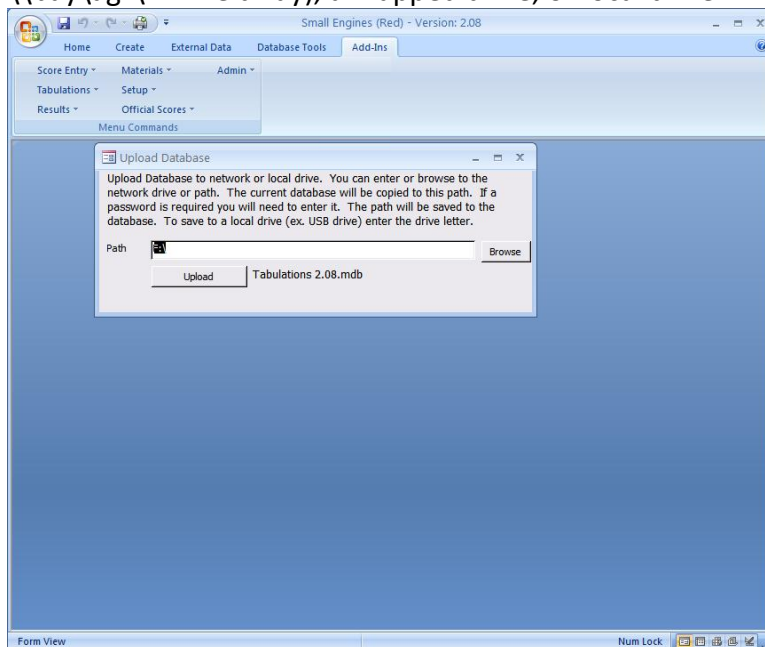 Small Engines (Red) - Version: 2.08
Home Create External Data Database Tools Add-Ins
Score Entry Materials Admin
Tabulations Setup
Results Official Scores
Menu Commands
Upload Database
Upload Database to network or local drive. You can enter or browse to the
network drive or path. The current database will be copied to this path. If a
password is required you will need to enter it. The path will be saved to the
database. To save to a local drive (ex. USB drive) enter the drive letter.
Path Browse
Upload Tabulations 2.08.mdb
Form View Num Lock